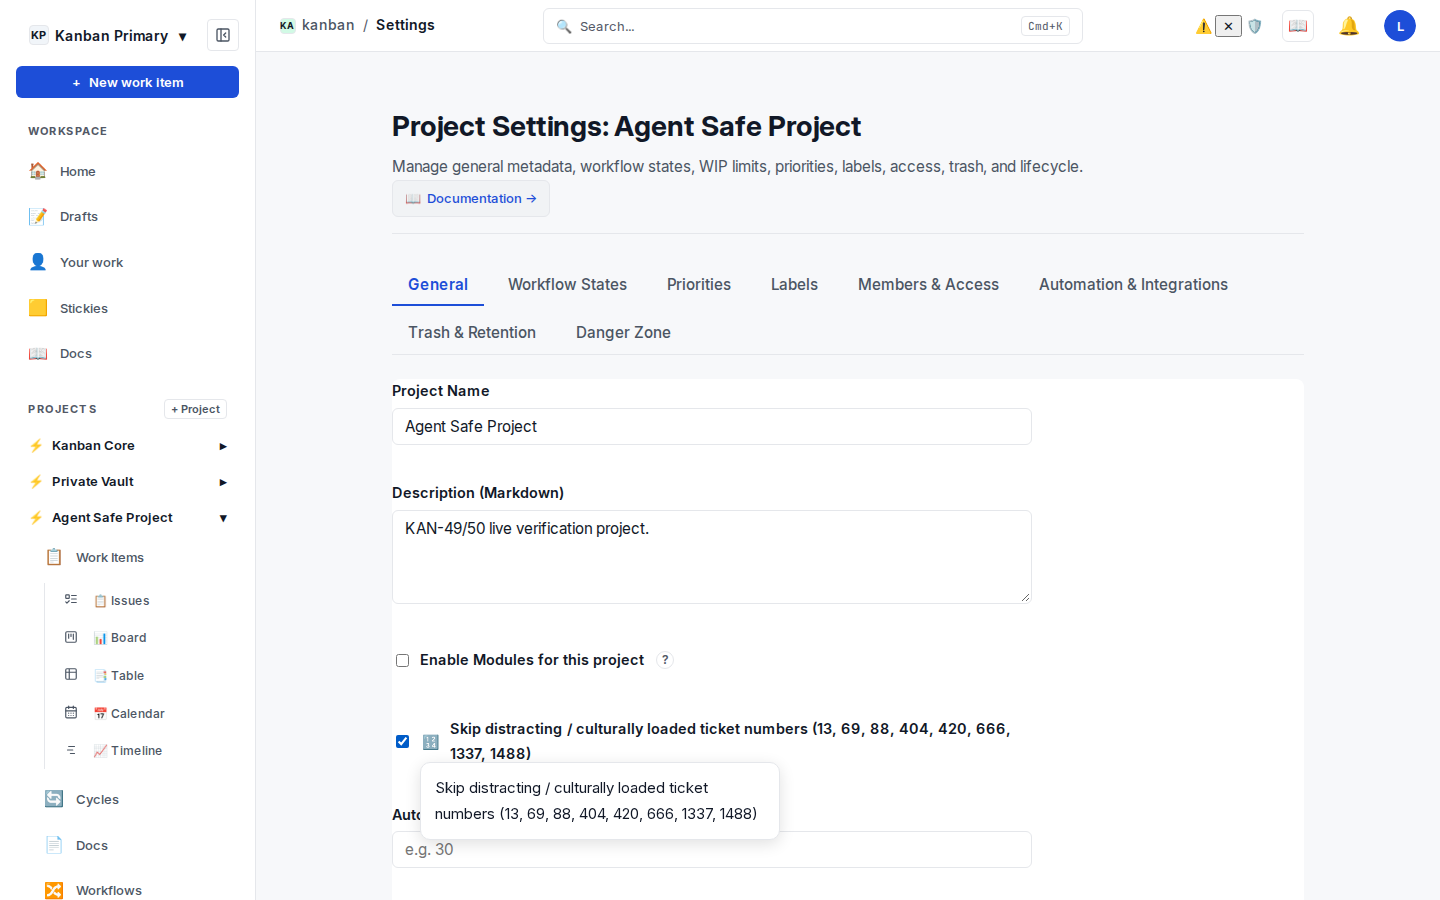 KP Kanban Primary ▼
+ New work item
WORKSPACE
Home
Drafts
Your work
Stickies
Docs
PROJECTS
+ Project
Kanban Core
Private Vault
Agent Safe Project
Work Items
Issues
Board
Table
Calendar
Timeline
Cycles
Docs
Workflows
KA kanban / Settings
Search...
Cmd+K
✕
L
Project Settings: Agent Safe Project
Manage general metadata, workflow states, WIP limits, priorities, labels, access, trash, and lifecycle.
Documentation →
General
Workflow States
Priorities
Labels
Members & Access
Automation & Integrations
Trash & Retention
Danger Zone
Project Name
Agent Safe Project
Description (Markdown)
KAN-49/50 live verification project.
Enable Modules for this project
?
Skip distracting / culturally loaded ticket numbers (13, 69, 88, 404, 420, 666,
1337, 1488)
Skip distracting / culturally loaded ticket
numbers (13, 69, 88, 404, 420, 666, 1337, 1488)
e.g. 30